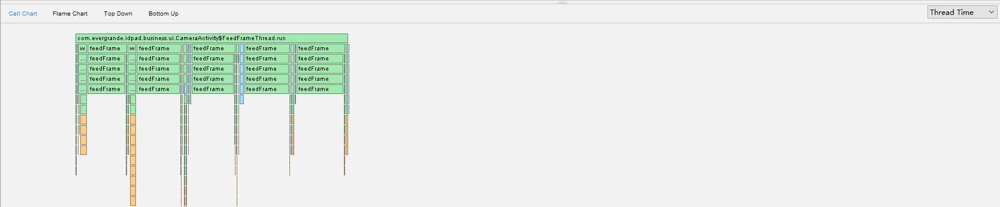 Call Chart Flame Chart Top Down Bottom Up Thread Time
com.evergrande.idpad.business.ui.CameraActivity$FeedFrameThread.run
w feedFrame w feedFrame feedFrame feedFrame feedFrame
... feedFrame ... feedFrame feedFrame feedFrame feedFrame
... feedFrame ... feedFrame feedFrame feedFrame feedFrame
... feedFrame ... feedFrame feedFrame feedFrame feedFrame
... feedFrame ... feedFrame feedFrame feedFrame feedFrame